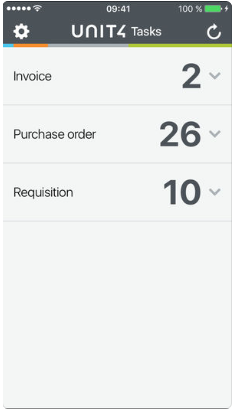 09:41 100 %
UNIT4 Tasks
Invoice 2
Purchase order 26
Requisition 10